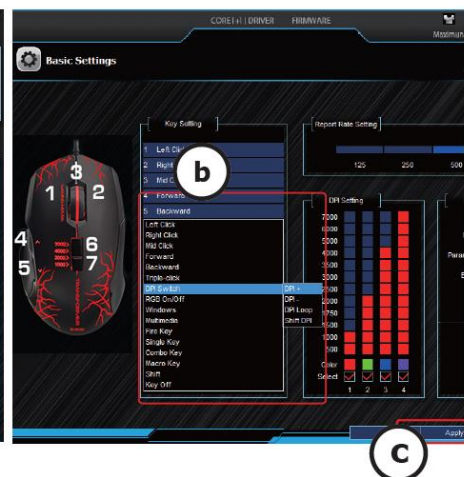 CORE[+] | DRIVER FIRMWARE
Basic Settings
Key Setting
1 Left Cli
2 Right
3 Mid C
4 Forward
5 Backward
Left Click
Right Click
Mid Click
Forward
Backward
Triple-click
DPI Switch
RGB On/Off
Windows
Multimedia
Fire Key
Single Key
Combo Key
Macro Key
Shift
Key Off
DPI +
DPI -
DPI Loop
Shift DPI
b
Report Rate Setting
125 250 500
DPI Setting
7000
6000
5000
3500
3000
2500
2000
1750
1500
1000
500
Color
Select
1 2 3 4
Apply
c
1
2
3
4
5
6
7